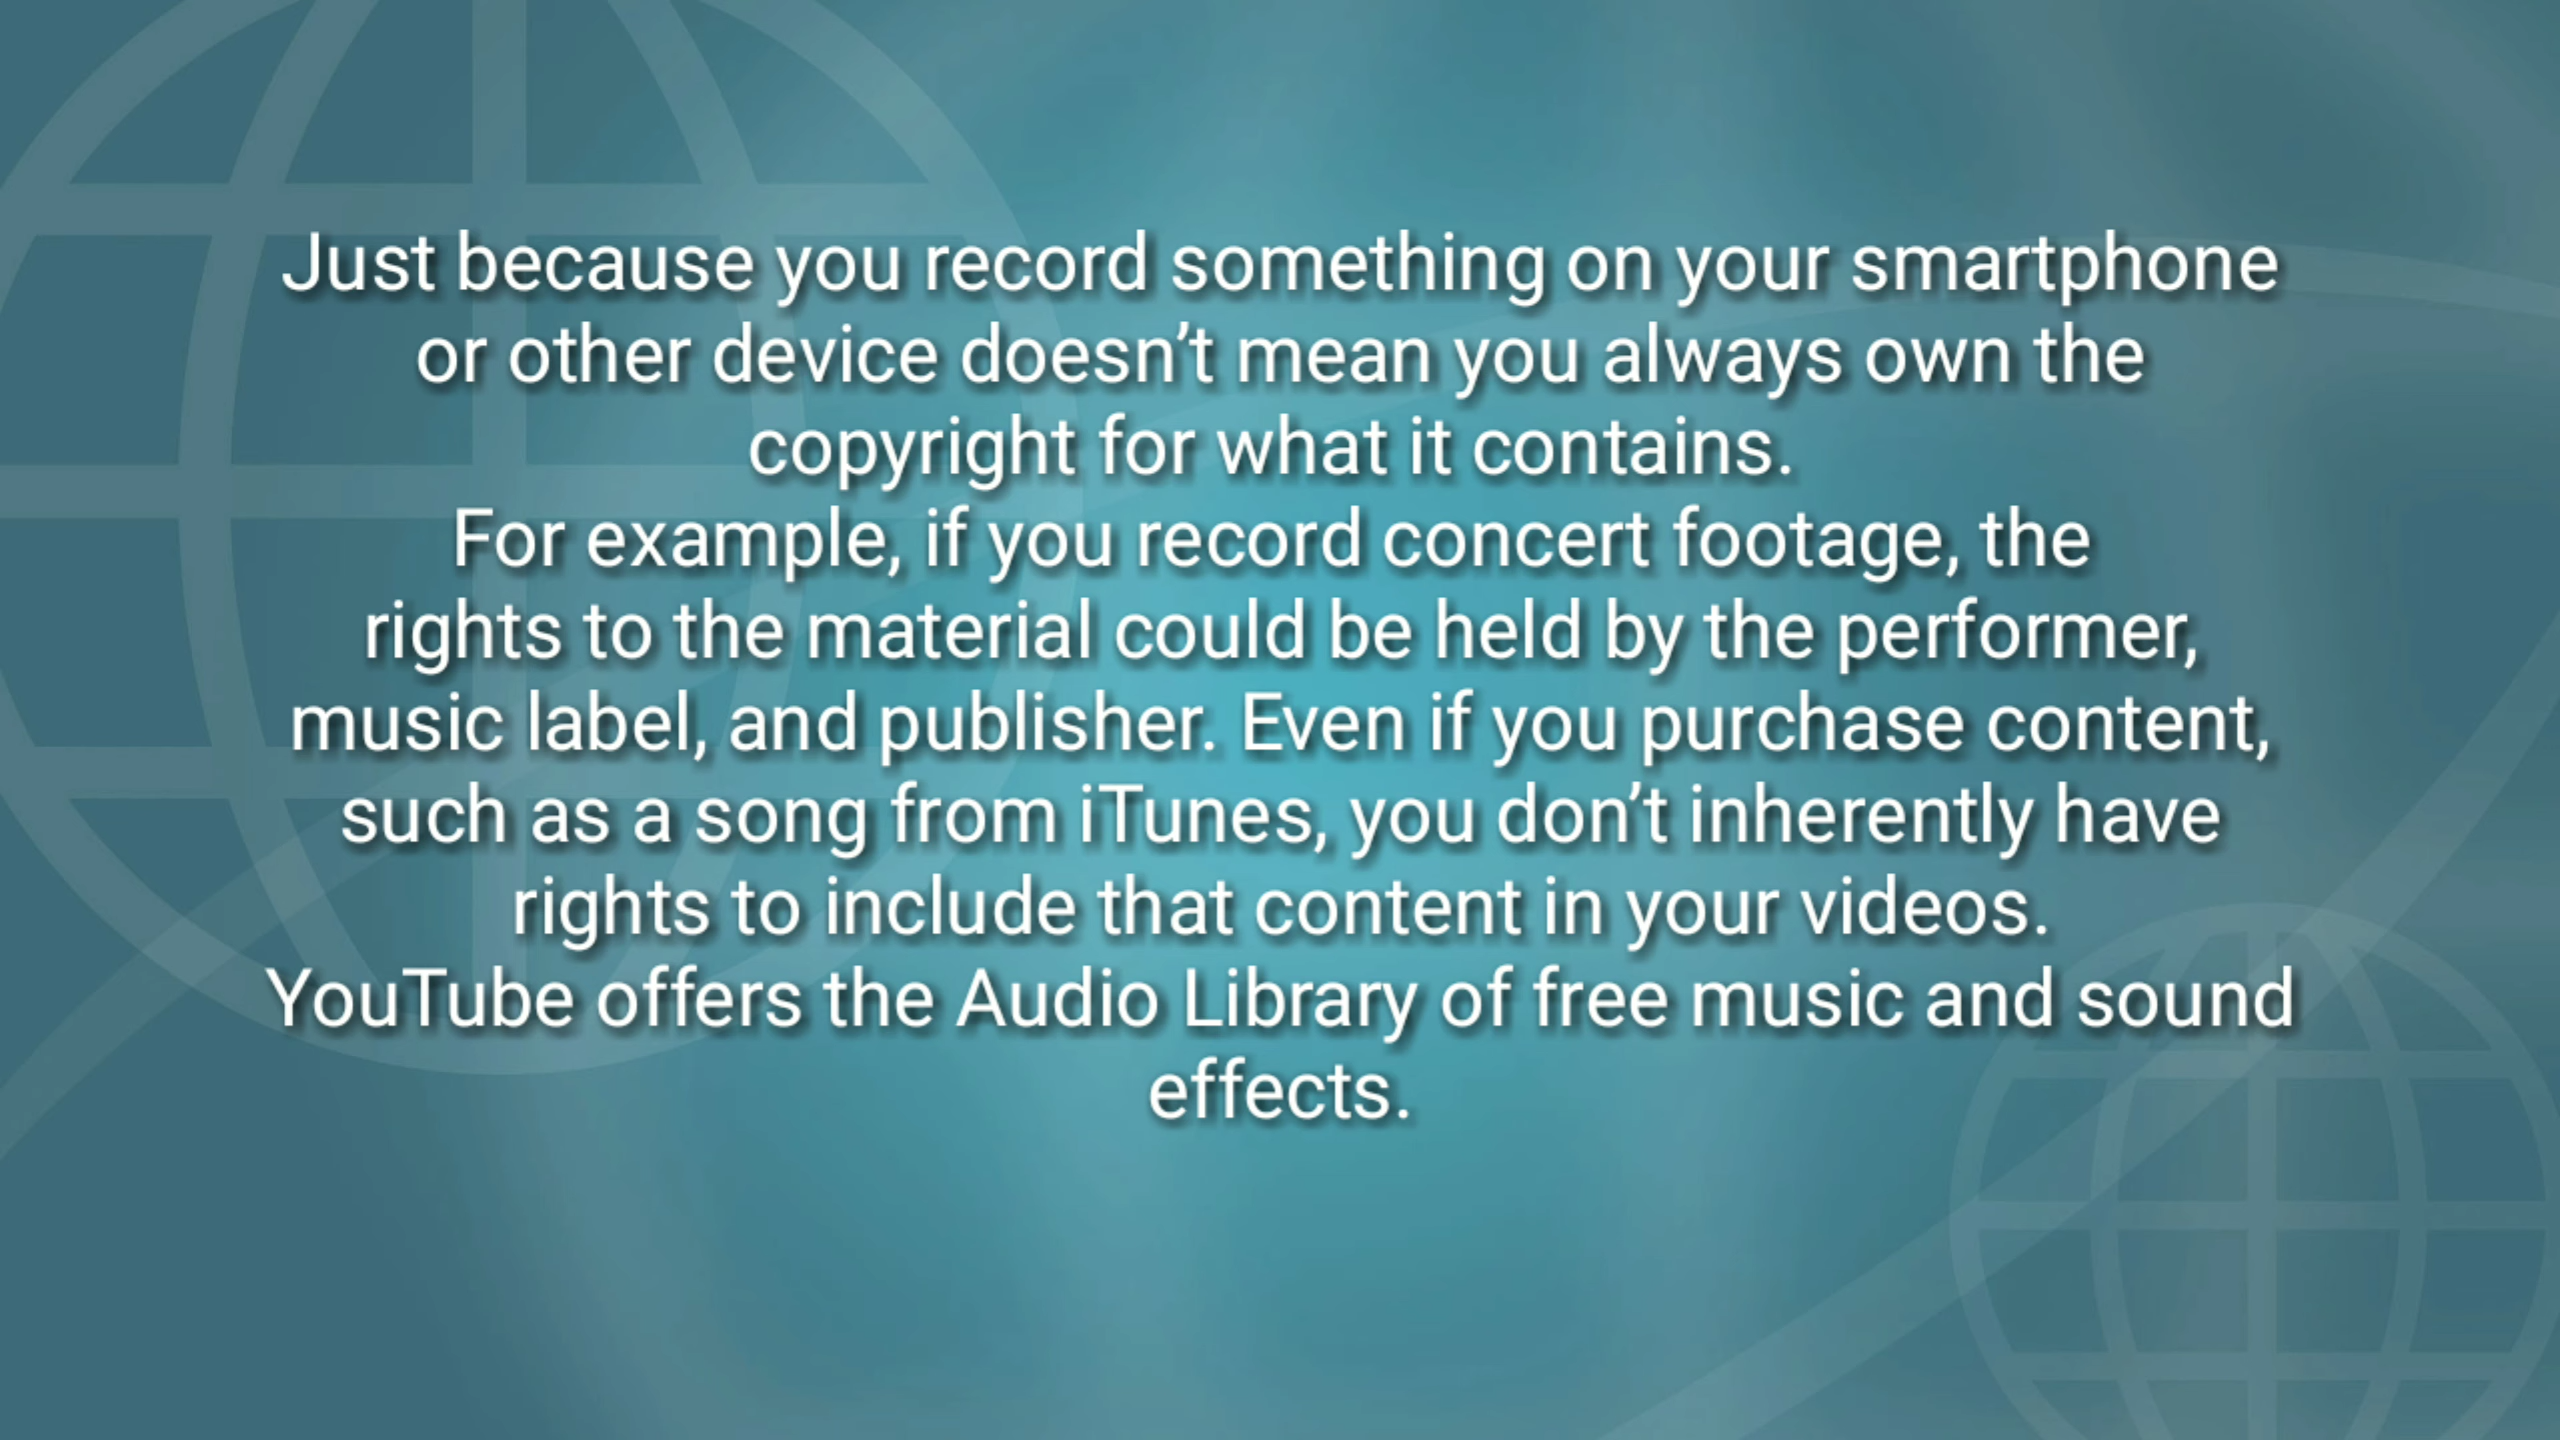 Just because you record something on your smartphone
or other device doesn’t mean you always own the
copyright for what it contains.
For example, if you record concert footage, the
rights to the material could be held by the performer,
music label, and publisher. Even if you purchase content,
such as a song from iTunes, you don’t inherently have
rights to include that content in your videos.
YouTube offers the Audio Library of free music and sound
effects.